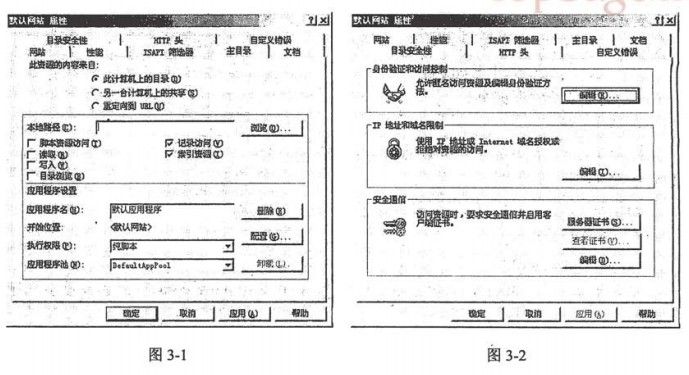 默认网站 属性
目录安全性 HTTP 头 自定义错误
网站 性能 ISAPI 筛选器 主目录 文档
此资源的内容来自:
此计算机上的目录(D)
另一台计算机上的共享(S)
重定向到 URL(U)
本地路径(C): 浏览(O)...
脚本资源访问(T) 记录访问(V)
读取(R) 索引资源(I)
写入(W)
目录浏览(B)
应用程序设置
应用程序名(M): 默认应用程序 删除(E)
开始位置: <默认网站>
执行权限(P): 纯脚本 配置(G)...
应用程序池(N): DefaultAppPool 卸载(L)
确定 取消 应用(A) 帮助
图 3-1
默认网站 属性
网站 性能 ISAPI 筛选器 主目录 文档
目录安全性 HTTP 头 自定义错误
身份验证和访问控制
允许匿名访问资源及编辑身份验证方
法。
编辑(E)...
IP 地址和域名限制
使用 IP 地址或 Internet 域名授权或
拒绝对资源的访问。
编辑(I)...
安全通信
访问资源时,要求安全通信并启用客
户端证书。
服务器证书(S)...
查看证书(V)...
编辑(D)...
确定 取消 应用(A) 帮助
图 3-2